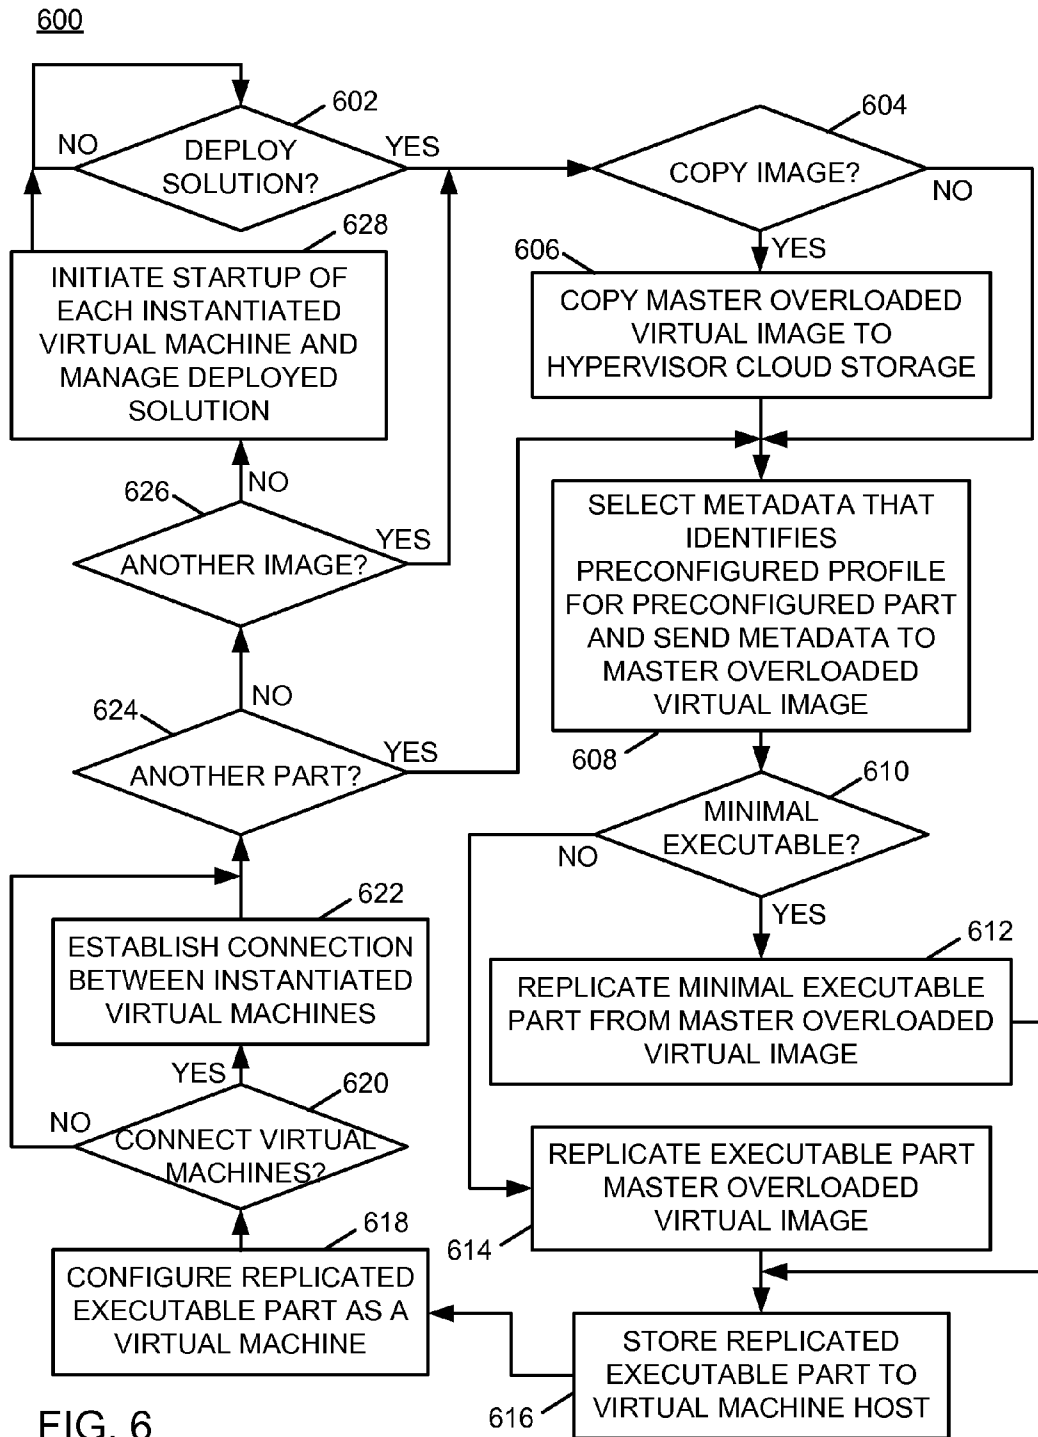 600
602
DEPLOY
SOLUTION?
NO
YES
604
COPY IMAGE?
NO
YES
606
COPY MASTER OVERLOADED
VIRTUAL IMAGE TO
HYPERVISOR CLOUD STORAGE
628
INITIATE STARTUP OF
EACH INSTANTIATED
VIRTUAL MACHINE AND
MANAGE DEPLOYED
SOLUTION
NO
626
ANOTHER IMAGE?
YES
SELECT METADATA THAT
IDENTIFIES
PRECONFIGURED PROFILE
FOR PRECONFIGURED PART
AND SEND METADATA TO
MASTER OVERLOADED
VIRTUAL IMAGE
608
NO
624
ANOTHER PART?
YES
610
MINIMAL
EXECUTABLE?
NO
YES
622
ESTABLISH CONNECTION
BETWEEN INSTANTIATED
VIRTUAL MACHINES
612
REPLICATE MINIMAL EXECUTABLE
PART FROM MASTER OVERLOADED
VIRTUAL IMAGE
YES
620
NO
CONNECT VIRTUAL
MACHINES?
REPLICATE EXECUTABLE PART
MASTER OVERLOADED
VIRTUAL IMAGE
614
618
CONFIGURE REPLICATED
EXECUTABLE PART AS A
VIRTUAL MACHINE
STORE REPLICATED
EXECUTABLE PART TO
VIRTUAL MACHINE HOST
616
FIG. 6